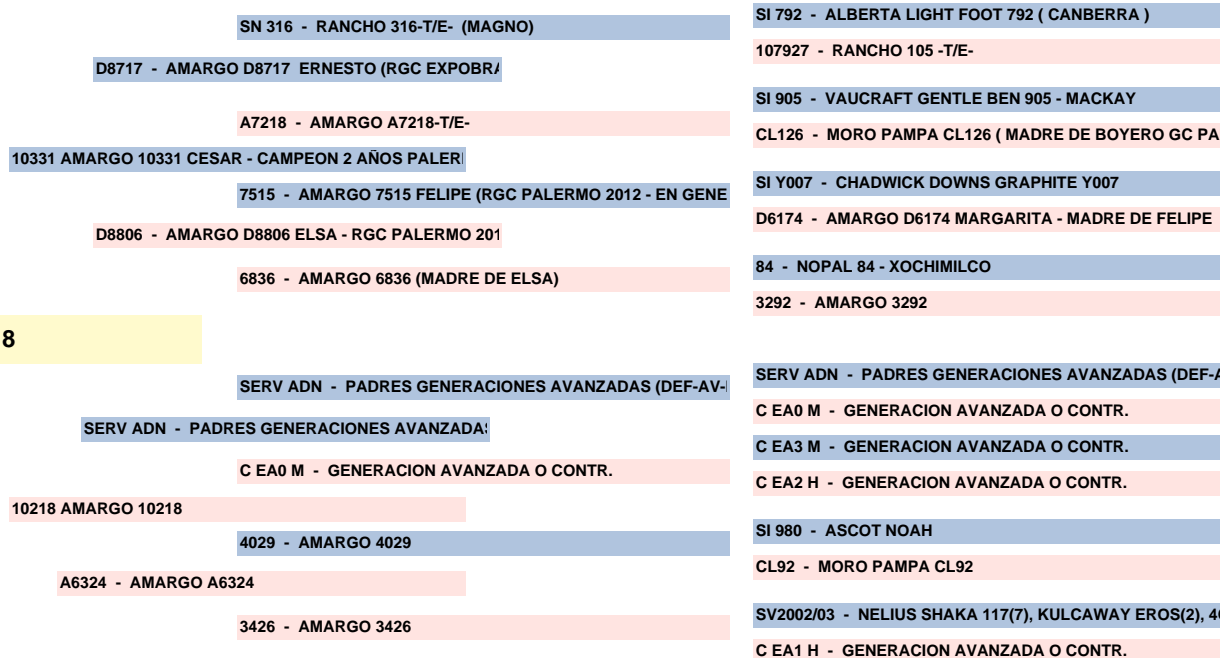 SI 792 - ALBERTA LIGHT FOOT 792 ( CANBERRA )
SN 316 - RANCHO 316-T/E- (MAGNO)
107927 - RANCHO 105 -T/E-
D8717 - AMARGO D8717 ERNESTO (RGC EXPOBRA
SI 905 - VAUCRAFT GENTLE BEN 905 - MACKAY
A7218 - AMARGO A7218-T/E-
CL126 - MORO PAMPA CL126 ( MADRE DE BOYERO GC PA
10331 AMARGO 10331 CESAR - CAMPEON 2 AÑOS PALER
SI Y007 - CHADWICK DOWNS GRAPHITE Y007
7515 - AMARGO 7515 FELIPE (RGC PALERMO 2012 - EN GENE
D6174 - AMARGO D6174 MARGARITA - MADRE DE FELIPE
D8806 - AMARGO D8806 ELSA - RGC PALERMO 201
84 - NOPAL 84 - XOCHIMILCO
6836 - AMARGO 6836 (MADRE DE ELSA)
3292 - AMARGO 3292
8
SERV ADN - PADRES GENERACIONES AVANZADAS (DEF-A
SERV ADN - PADRES GENERACIONES AVANZADAS (DEF-AV-
C EA0 M - GENERACION AVANZADA O CONTR.
SERV ADN - PADRES GENERACIONES AVANZADAS
C EA3 M - GENERACION AVANZADA O CONTR.
C EA0 M - GENERACION AVANZADA O CONTR.
C EA2 H - GENERACION AVANZADA O CONTR.
10218 AMARGO 10218
SI 980 - ASCOT NOAH
4029 - AMARGO 4029
CL92 - MORO PAMPA CL92
A6324 - AMARGO A6324
SV2002/03 - NELIUS SHAKA 117(7), KULCAWAY EROS(2),
3426 - AMARGO 3426
C EA1 H - GENERACION AVANZADA O CONTR.